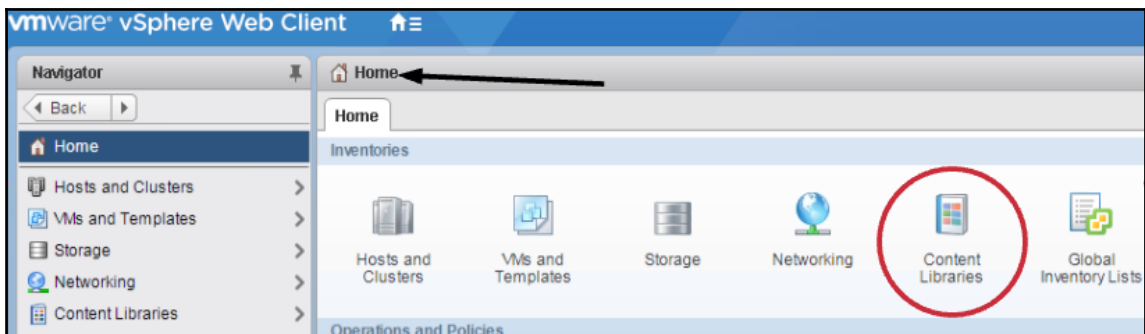 vmware® vSphere Web Client
Navigator
Back
Home
Hosts and Clusters
VMs and Templates
Storage
Networking
Content Libraries
Home
Home
Inventories
Hosts and
Clusters
VMs and
Templates
Storage
Networking
Content
Libraries
Global
Inventory Lists
Operations and Policies